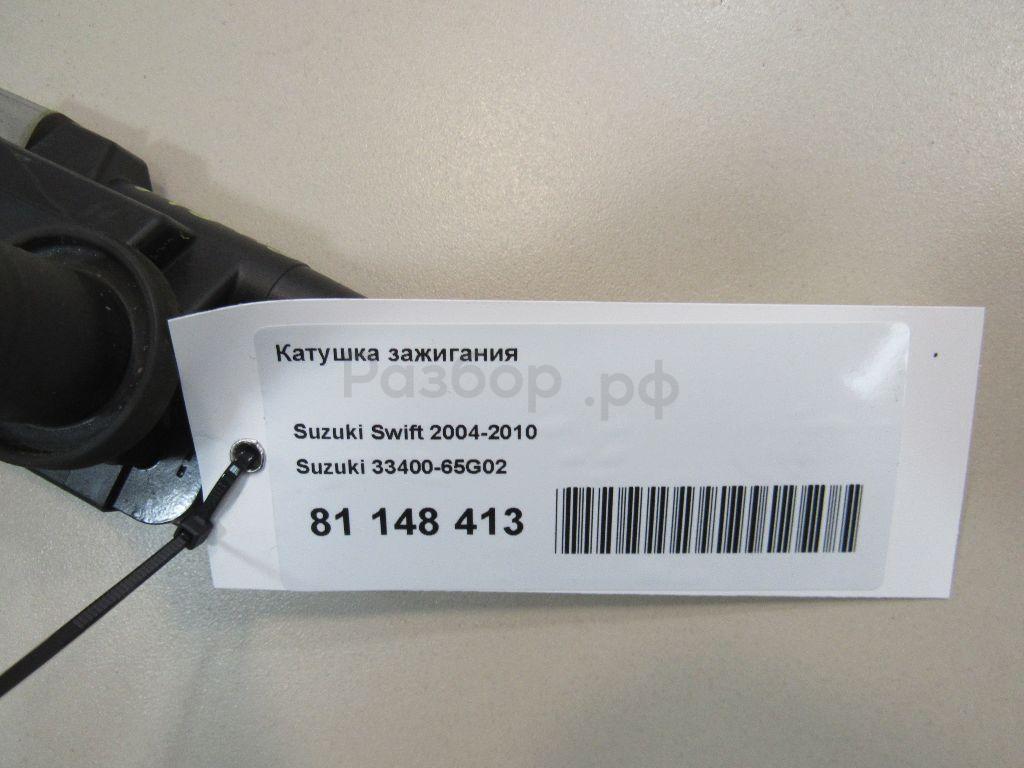 Катушка зажигания
Разбор.рф
Suzuki Swift 2004-2010
Suzuki 33400-65G02
81 148 413